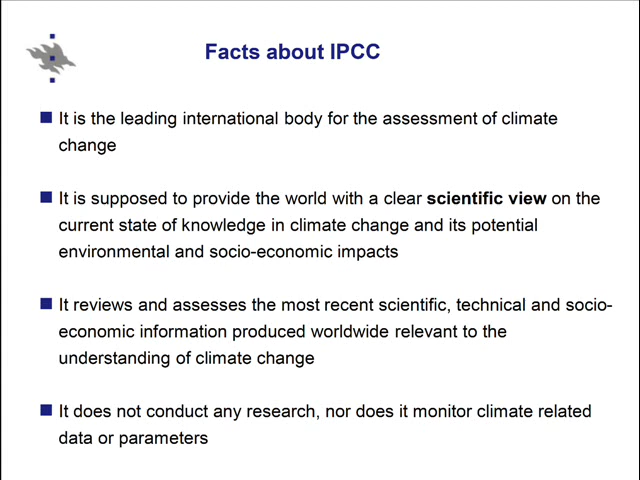 Facts about IPCC
It is the leading international body for the assessment of climate
change
It is supposed to provide the world with a clear scientific view on the
current state of knowledge in climate change and its potential
environmental and socio-economic impacts
It reviews and assesses the most recent scientific, technical and socio-
economic information produced worldwide relevant to the
understanding of climate change
It does not conduct any research, nor does it monitor climate related
data or parameters